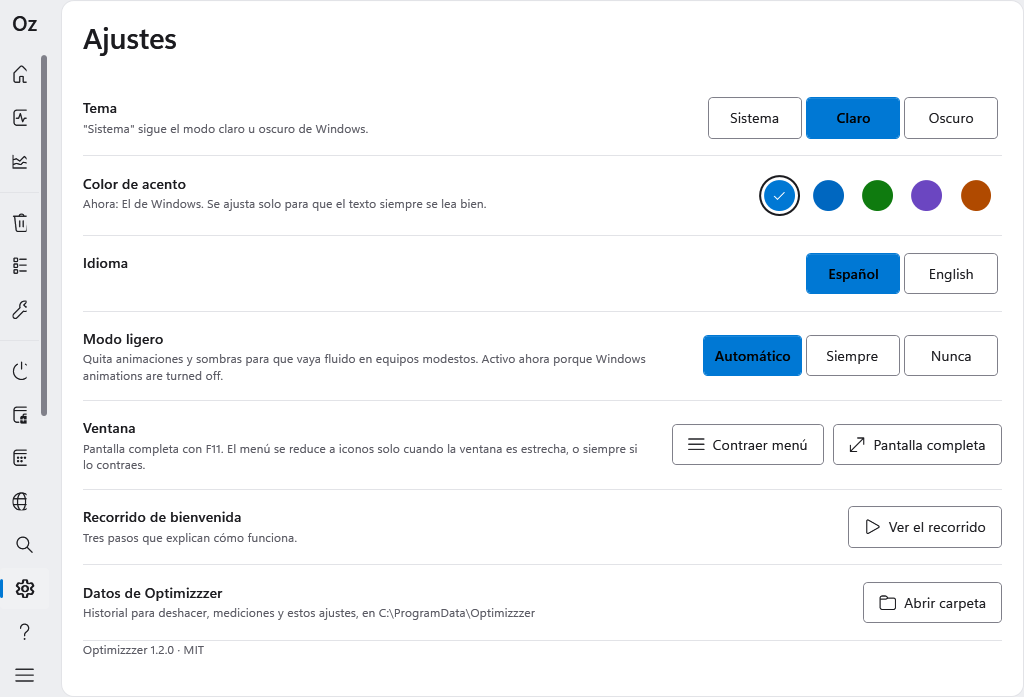 Oz
Ajustes
Tema
"Sistema" sigue el modo claro u oscuro de Windows.
Sistema
Claro
Oscuro
Color de acento
Ahora: El de Windows. Se ajusta solo para que el texto siempre se lea bien.
Idioma
Español
English
Modo ligero
Quita animaciones y sombras para que vaya fluido en equipos modestos. Activo ahora porque Windows
animations are turned off.
Automático
Siempre
Nunca
Ventana
Pantalla completa con F11. El menú se reduce a iconos solo cuando la ventana es estrecha, o siempre si
lo contraes.
Contraer menú
Pantalla completa
Recorrido de bienvenida
Tres pasos que explican cómo funciona.
Ver el recorrido
Datos de Optimizzzer
Historial para deshacer, mediciones y estos ajustes, en C:\ProgramData\Optimizzzer
Abrir carpeta
Optimizzzer 1.2.0 · MIT